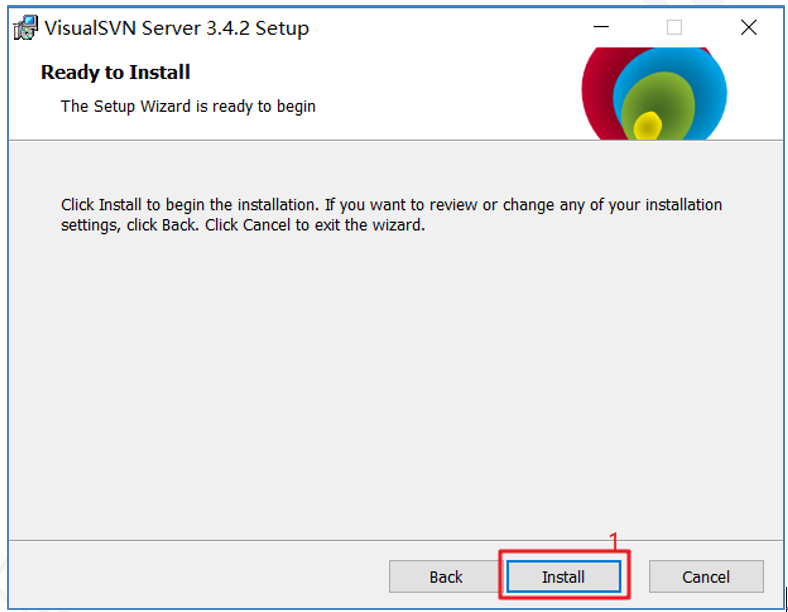 VisualSVN Server 3.4.2 Setup
Ready to Install
The Setup Wizard is ready to begin
Click Install to begin the installation. If you want to review or change any of your installation
settings, click Back. Click Cancel to exit the wizard.
1
Back Install Cancel